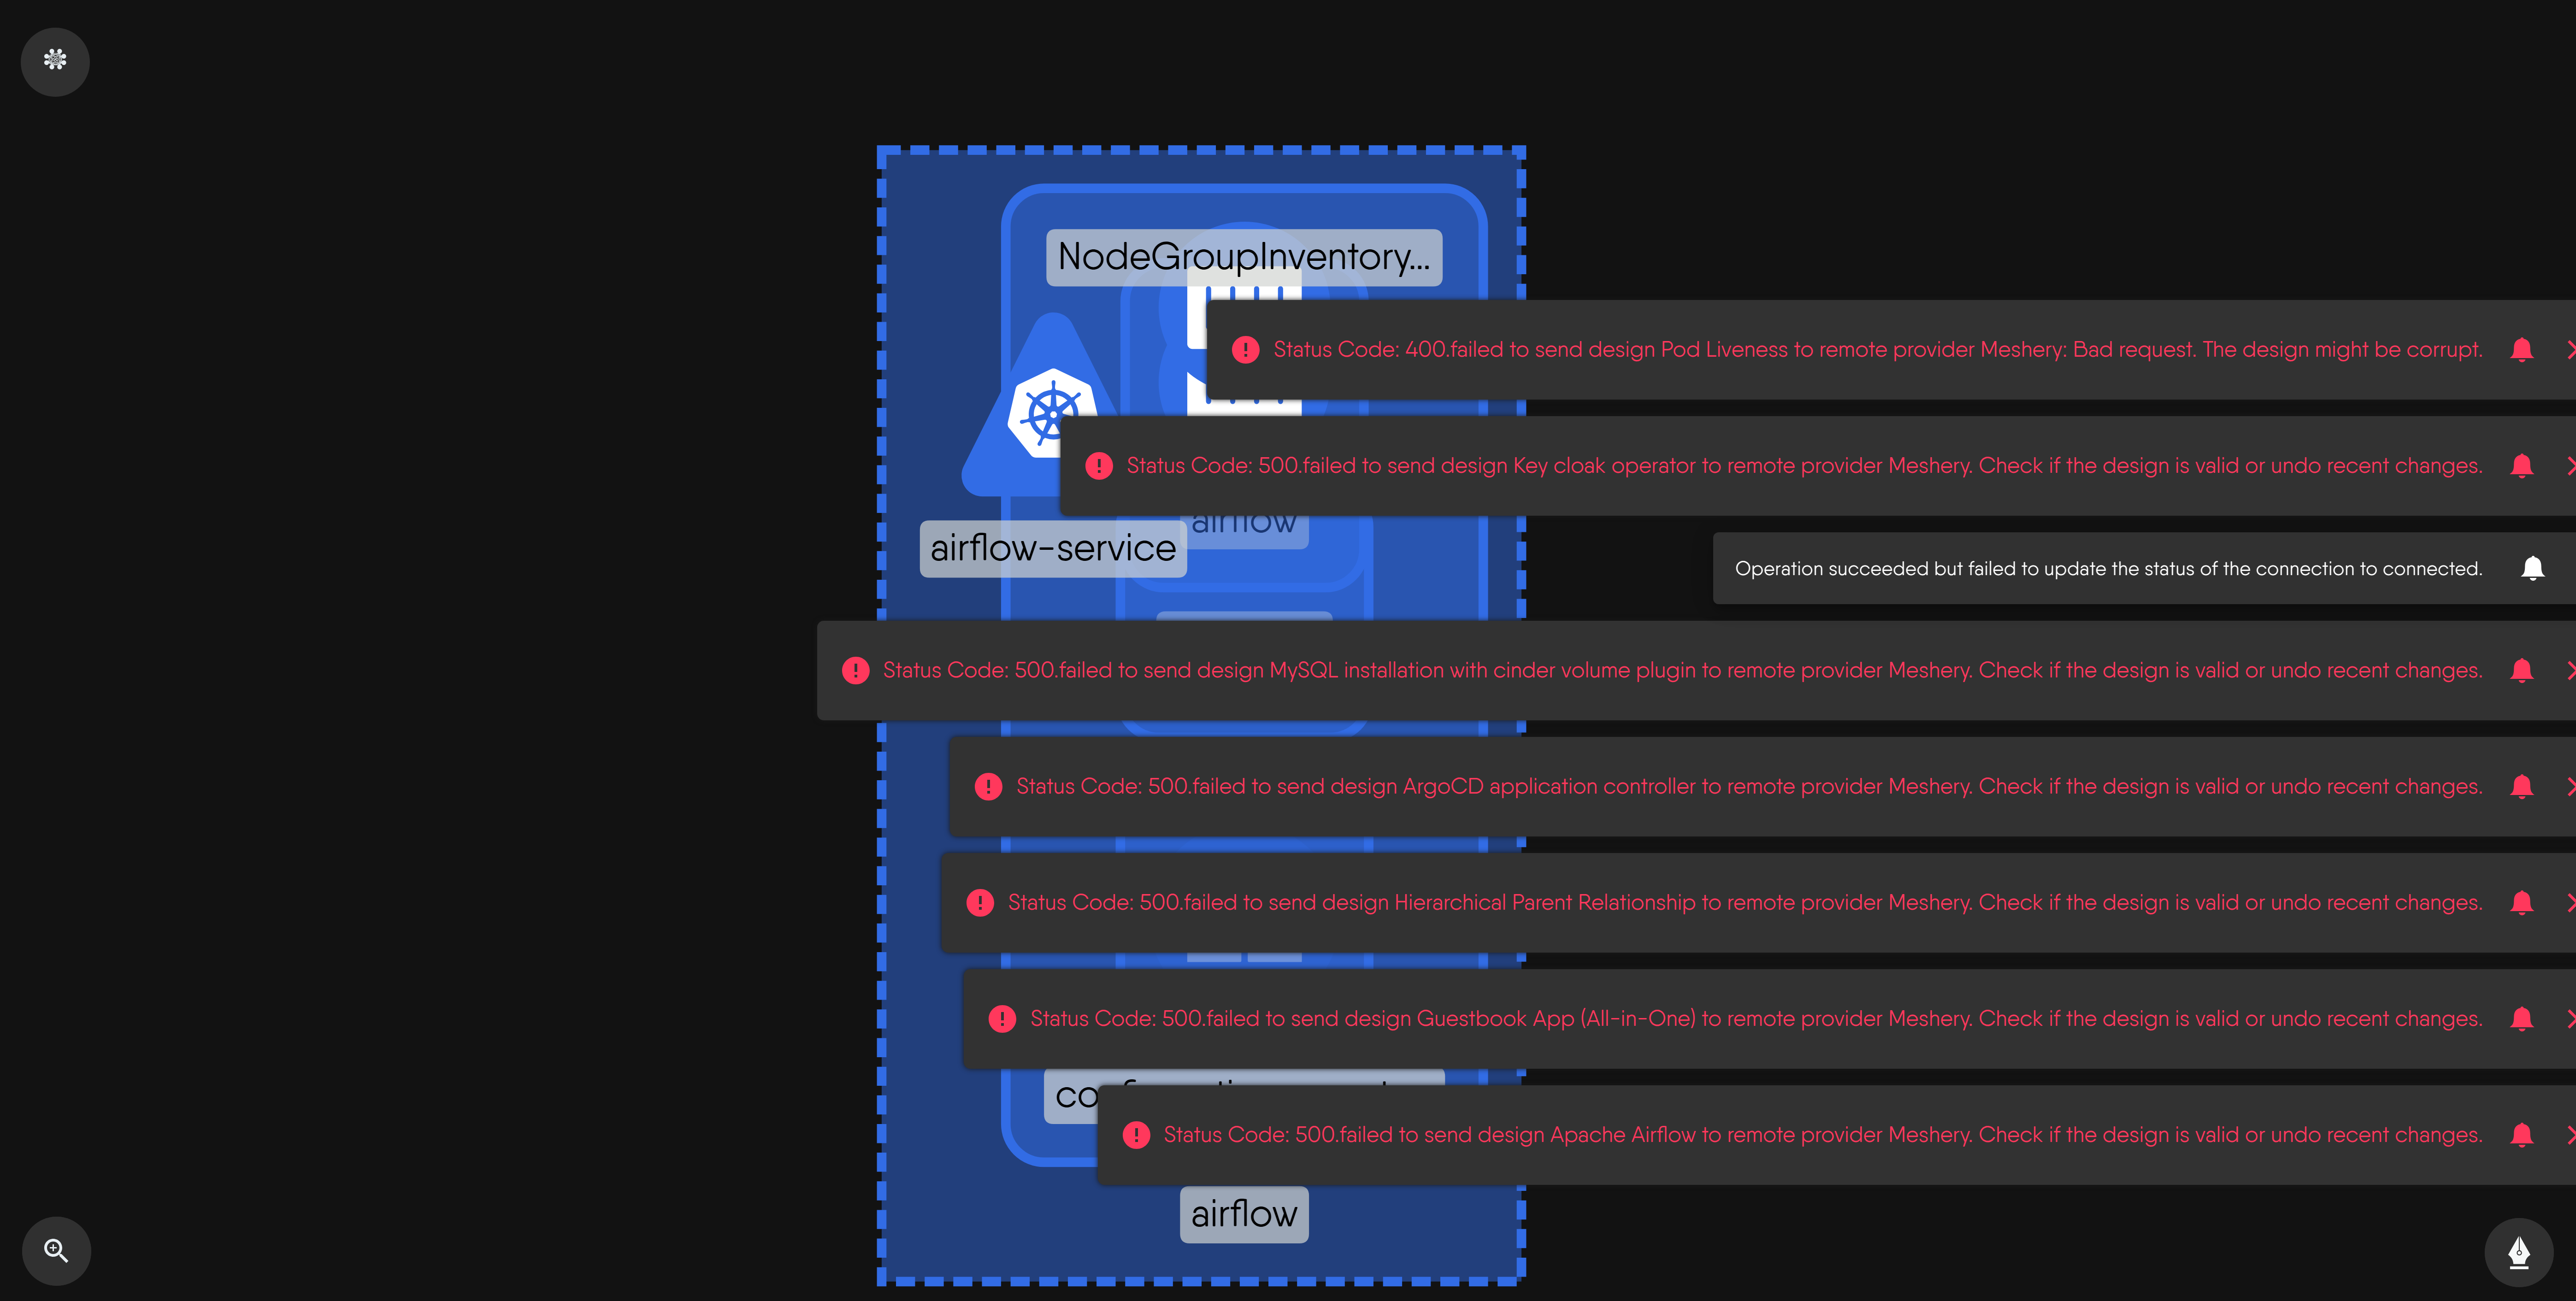 NodeGroupInventory...
Status Code: 400.failed to send design Pod Liveness to remote provider Meshery: Bad request. The design might be corrupt.
Status Code: 500.failed to send design Key cloak operator to remote provider Meshery. Check if the design is valid or undo recent changes.
airflow
airflow-service
Operation succeeded but failed to update the status of the connection to connected.
Status Code: 500.failed to send design MySQL installation with cinder volume plugin to remote provider Meshery. Check if the design is valid or undo recent changes.
Status Code: 500.failed to send design ArgoCD application controller to remote provider Meshery. Check if the design is valid or undo recent changes.
Status Code: 500.failed to send design Hierarchical Parent Relationship to remote provider Meshery. Check if the design is valid or undo recent changes.
Status Code: 500.failed to send design Guestbook App (All-in-One) to remote provider Meshery. Check if the design is valid or undo recent changes.
Status Code: 500.failed to send design Apache Airflow to remote provider Meshery. Check if the design is valid or undo recent changes.
airflow